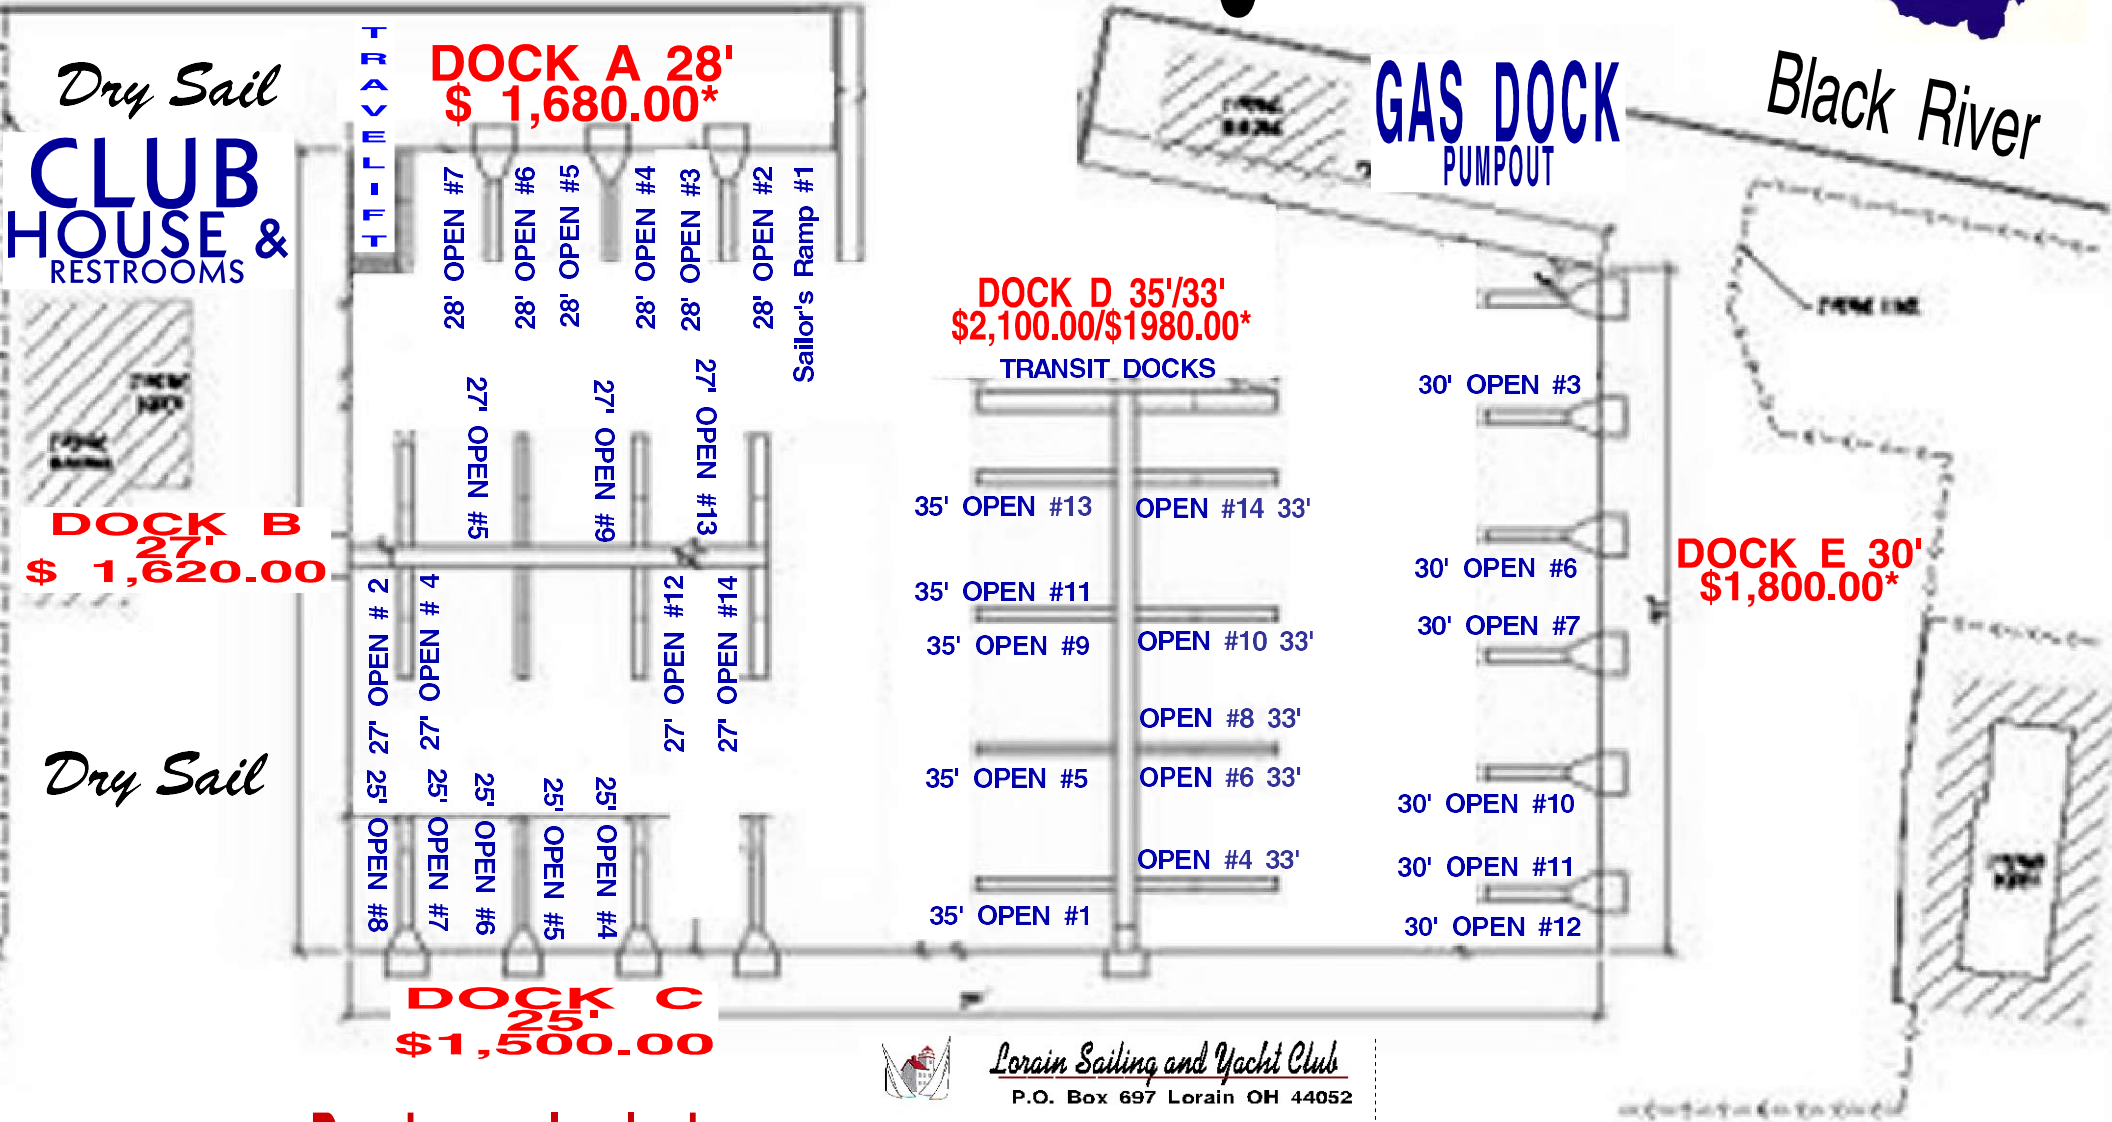 Dry Sail
CLUB
HOUSE &
RESTROOMS
TRAVELIFT
DOCK A 28'
$ 1,680.00*
28' OPEN #7
28' OPEN #6
28' OPEN #5
28' OPEN #4
28' OPEN #3
28' OPEN #2
Sailor's Ramp #1
GAS DOCK
PUMPOUT
Black River
DOCK B
27'
$ 1,620.00
27' OPEN #5
27' OPEN #9
27' OPEN #13
27' OPEN # 2
27' OPEN # 4
27' OPEN #12
27' OPEN #14
Dry Sail
25' OPEN #8
25' OPEN #7
25' OPEN #6
25' OPEN #5
25' OPEN #4
DOCK C
25'
$1,500.00
DOCK D 35'/33'
$2,100.00/$1980.00*
TRANSIT DOCKS
35' OPEN #13
OPEN #14 33'
35' OPEN #11
35' OPEN #9
OPEN #10 33'
OPEN #8 33'
35' OPEN #5
OPEN #6 33'
OPEN #4 33'
35' OPEN #1
30' OPEN #3
30' OPEN #6
30' OPEN #7
30' OPEN #10
30' OPEN #11
30' OPEN #12
DOCK E 30'
$1,800.00*
Lorain Sailing and Yacht Club
P.O. Box 697 Lorain OH 44052